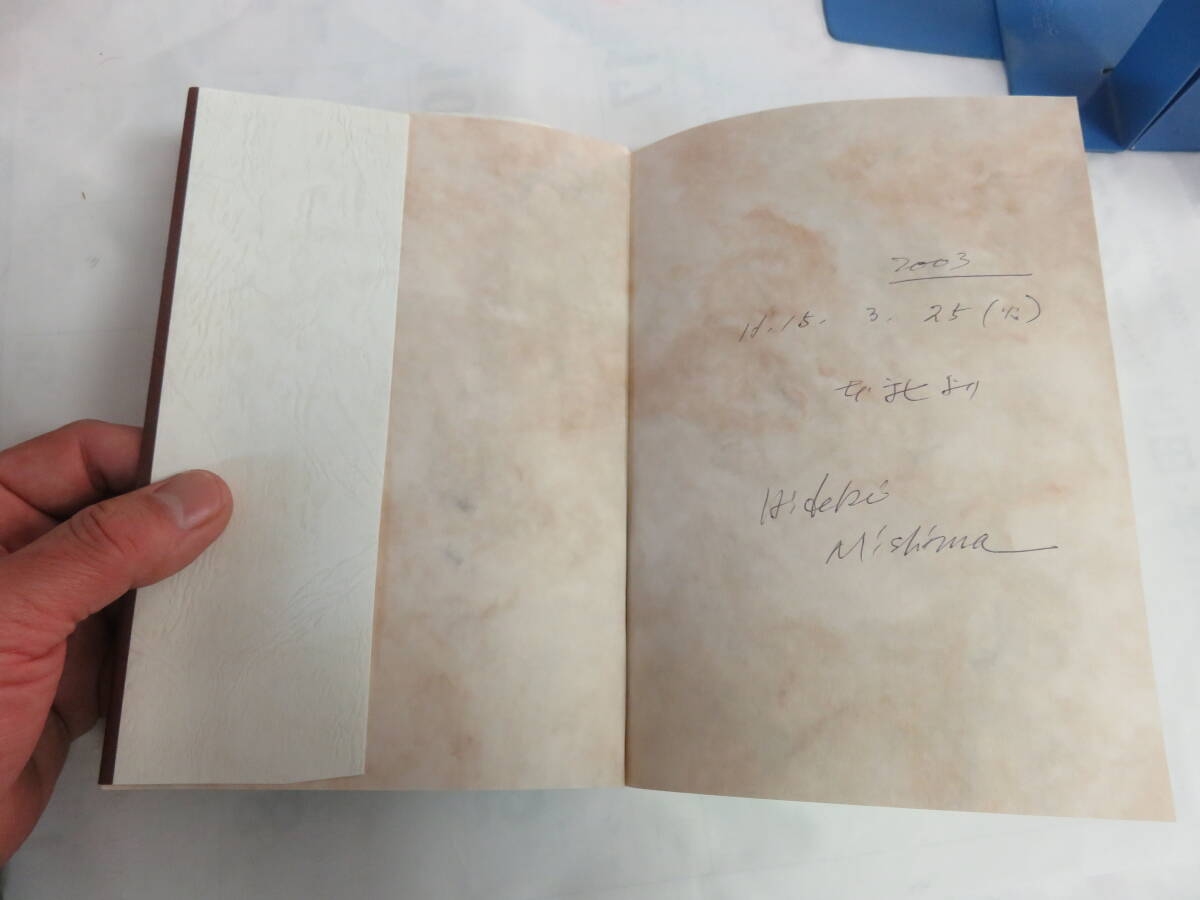 2003
H.15. 3. 25 (火)
Hideki
Mishima